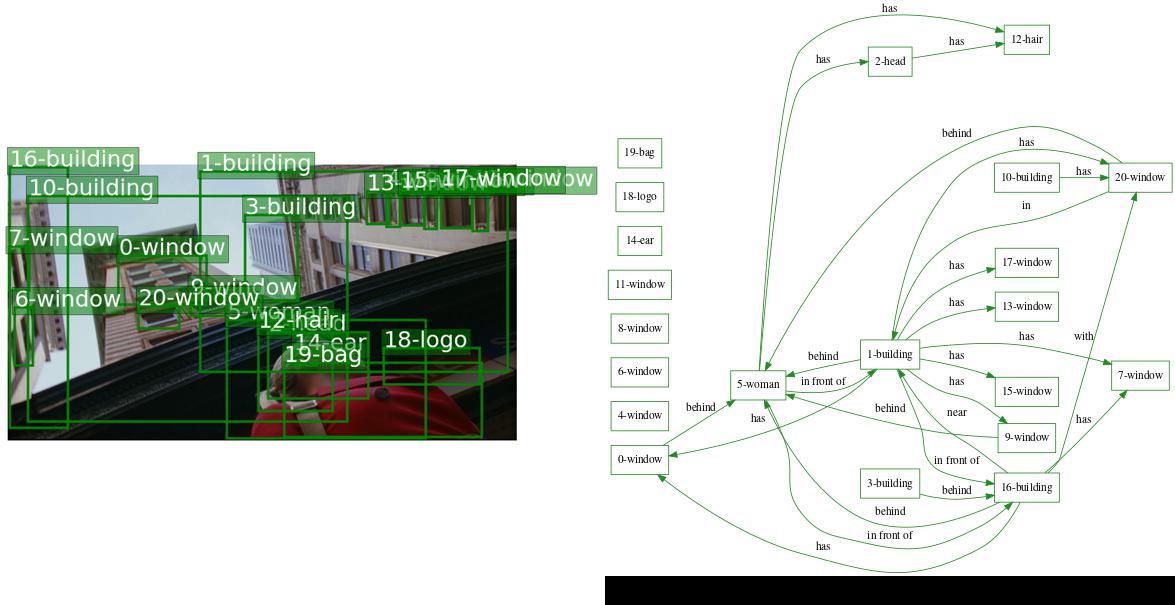 16-building
1-building
10-building
13-window
15-
17-window
3-building
7-window
0-window
9-window
6-window
20-window
5-woman
12-hair
2-head
14-ear
18-logo
19-bag
has
12-hair
has
2-head
has
behind
has
19-bag
10-building
has
20-window
18-logo
in
14-ear
has
17-window
11-window
has
13-window
8-window
with
has
1-building
behind
has
7-window
6-window
5-woman
in front of
has
15-window
4-window
behind
has
behind
near
has
has
9-window
0-window
in front of
3-building
behind
16-building
behind
in front of
has